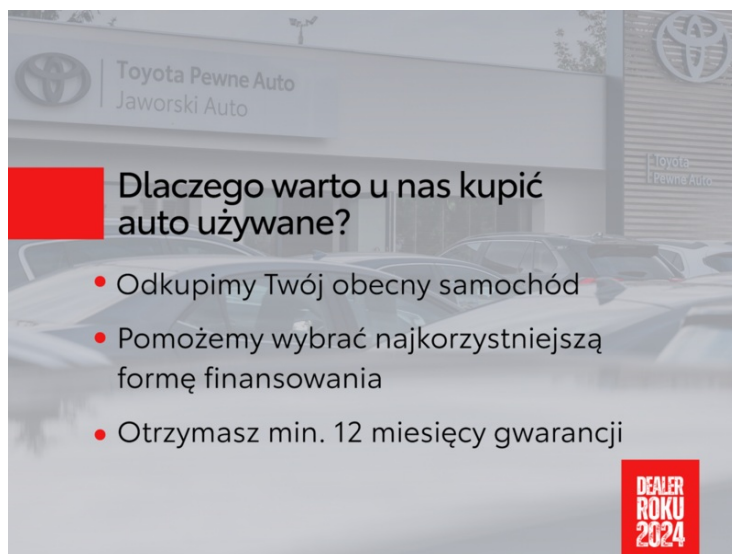 Toyota Pewne Auto
Jaworski Auto
Toyota
Pewne Auto
Dlaczego warto u nas kupić
auto używane?
Odkupimy Twój obecny samochód
Pomożemy wybrać najkorzystniejszą
formę finansowania
Otrzymasz min. 12 miesięcy gwarancji
DEALER
ROKU
2024